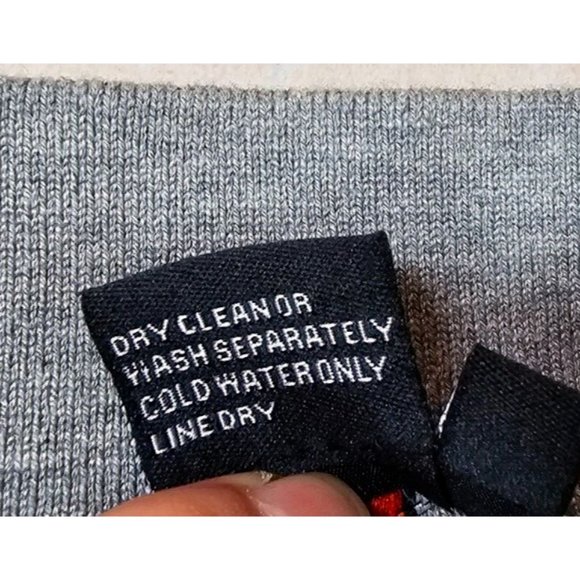 DRY CLEAN OR
WASH SEPARATELY
COLD WATER ONLY
LINE DRY